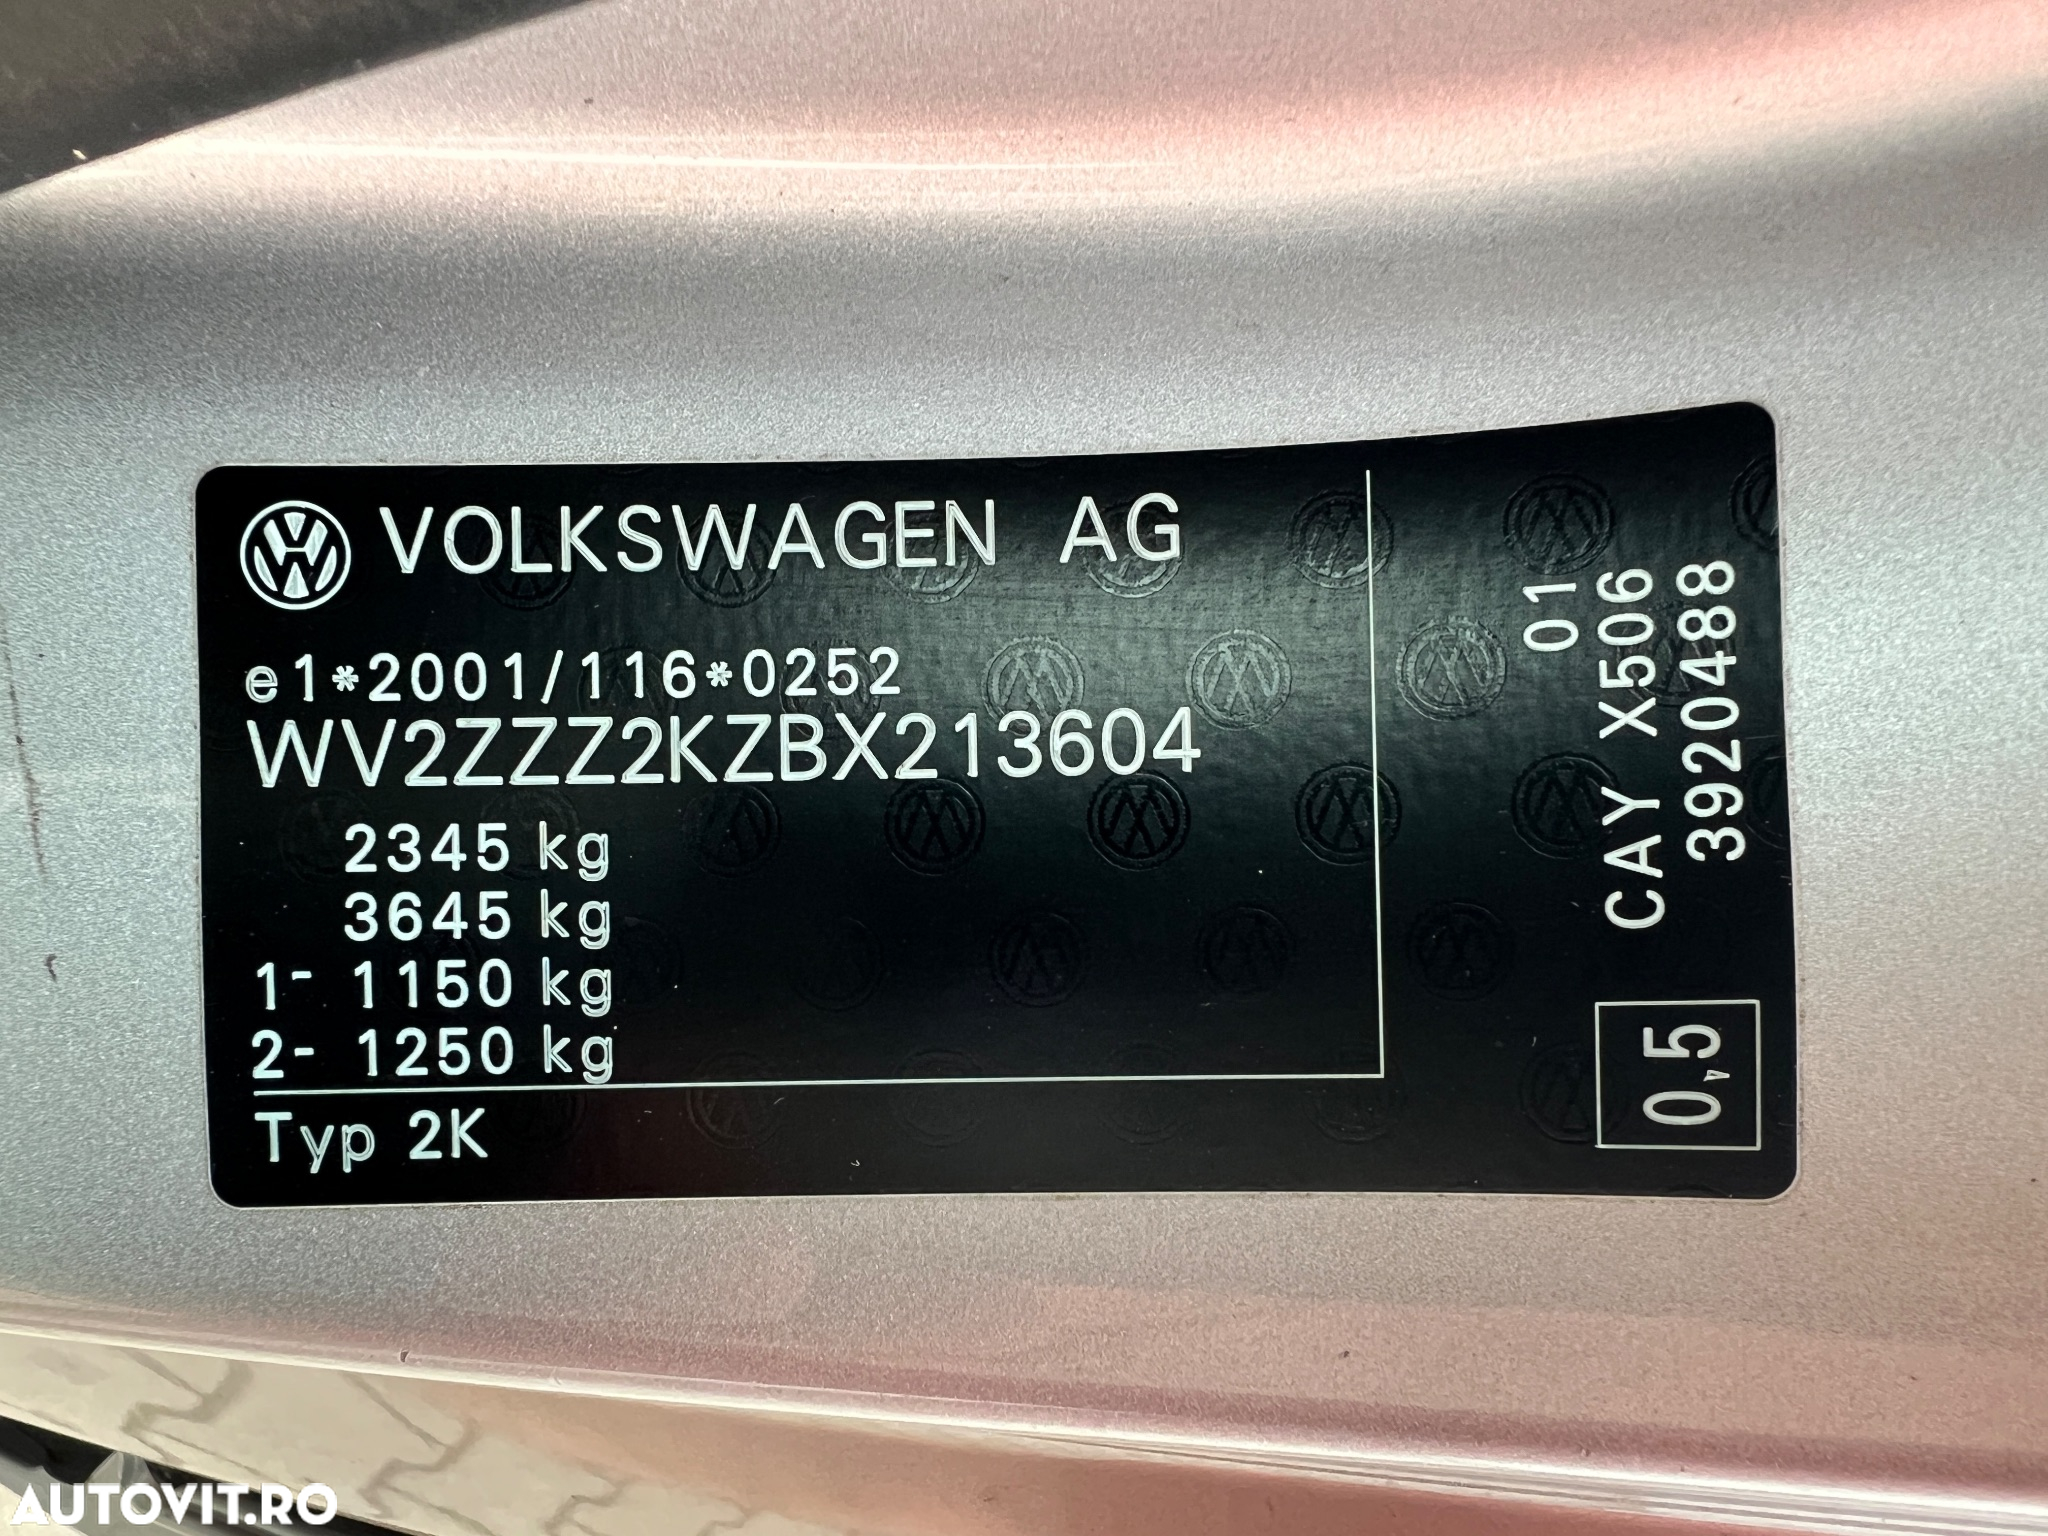 VOLKSWAGEN AG
e1*2001/116*0252
WV2ZZZ2KZBX213604
2345 kg
3645 kg
1- 1150 kg
2- 1250 kg
Typ 2K
01
CAY X506
3920488
0,5
AUTOVIT.RO